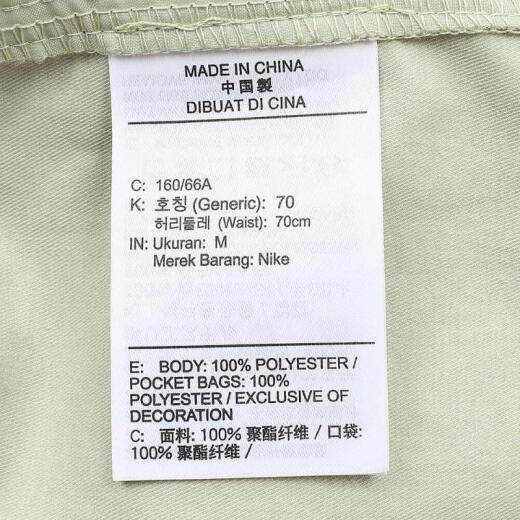 MADE IN CHINA
中国製
DIBUAT DI CINA
C: 160/66A
K: 호칭 (Generic): 70
허리둘레 (Waist): 70cm
IN: Ukuran: M
Merek Barang: Nike
E: BODY: 100% POLYESTER /
POCKET BAGS: 100%
POLYESTER / EXCLUSIVE OF
DECORATION
C: 面料: 100% 聚酯纤维 / 口袋:
100% 聚酯纤维 /